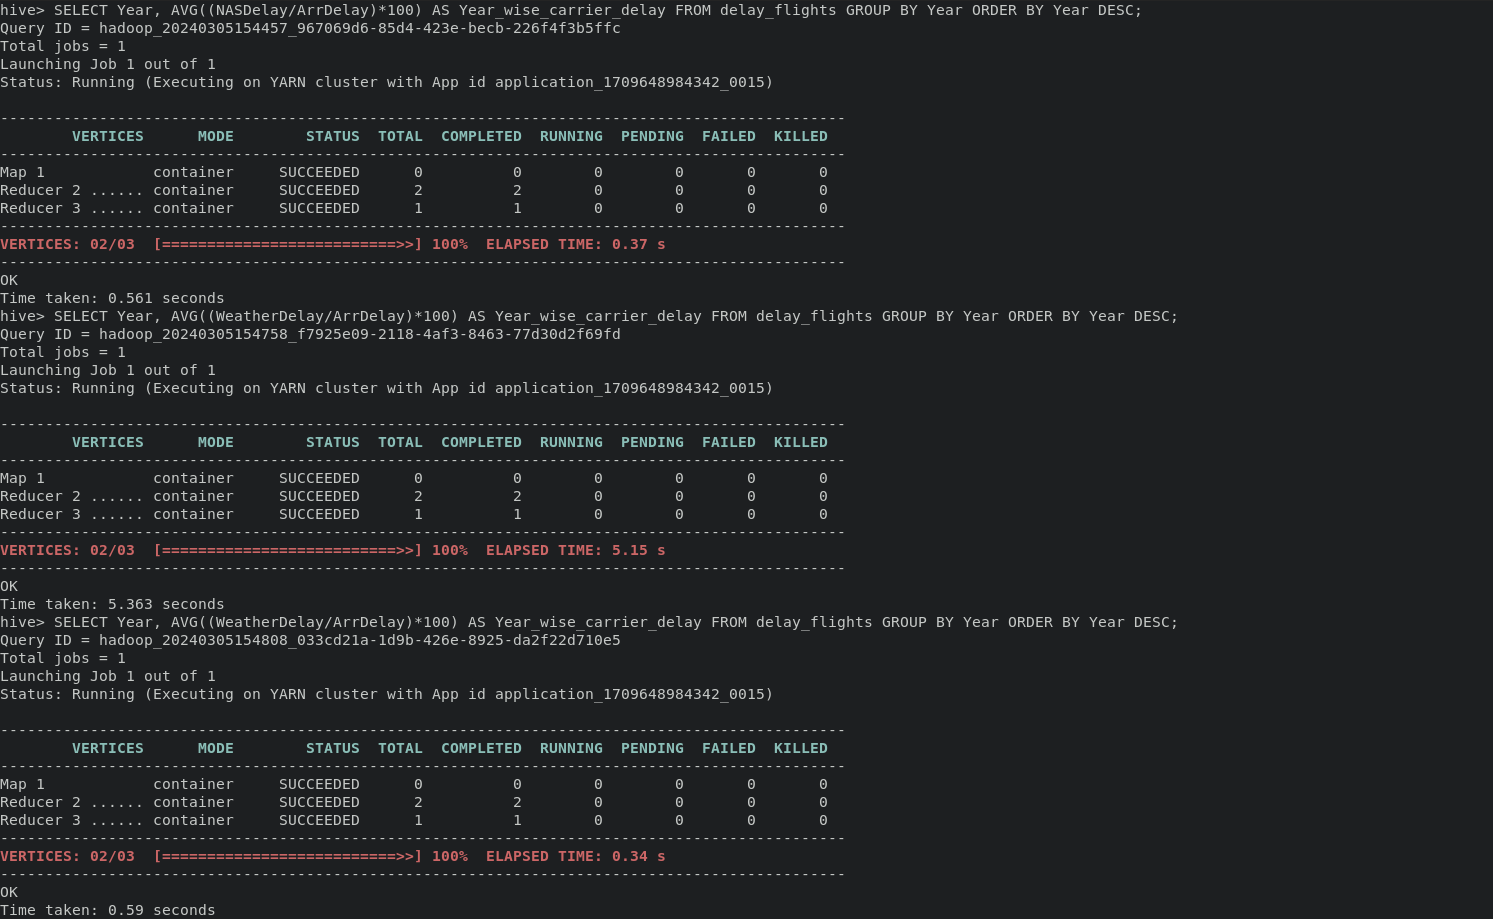 hive> SELECT Year, AVG((NASDelay/ArrDelay)*100) AS Year_wise_carrier_delay FROM delay_flights GROUP BY Year ORDER BY Year DESC;
Query ID = hadoop_20240305154457_967069d6-85d4-423e-becb-226f4f3b5ffc
Total jobs = 1
Launching Job 1 out of 1
Status: Running (Executing on YARN cluster with App id application_1709648984342_0015)

----------------------------------------------------------------------------------------------
        VERTICES      MODE        STATUS  TOTAL  COMPLETED  RUNNING  PENDING  FAILED  KILLED
----------------------------------------------------------------------------------------------
Map 1            container     SUCCEEDED      0          0        0        0       0       0
Reducer 2 ...... container     SUCCEEDED      2          2        0        0       0       0
Reducer 3 ...... container     SUCCEEDED      1          1        0        0       0       0
----------------------------------------------------------------------------------------------
VERTICES: 02/03  [==========================>>] 100%  ELAPSED TIME: 0.37 s
----------------------------------------------------------------------------------------------
OK
Time taken: 0.561 seconds
hive> SELECT Year, AVG((WeatherDelay/ArrDelay)*100) AS Year_wise_carrier_delay FROM delay_flights GROUP BY Year ORDER BY Year DESC;
Query ID = hadoop_20240305154758_f7925e09-2118-4af3-8463-77d30d2f69fd
Total jobs = 1
Launching Job 1 out of 1
Status: Running (Executing on YARN cluster with App id application_1709648984342_0015)

----------------------------------------------------------------------------------------------
        VERTICES      MODE        STATUS  TOTAL  COMPLETED  RUNNING  PENDING  FAILED  KILLED
----------------------------------------------------------------------------------------------
Map 1            container     SUCCEEDED      0          0        0        0       0       0
Reducer 2 ...... container     SUCCEEDED      2          2        0        0       0       0
Reducer 3 ...... container     SUCCEEDED      1          1        0        0       0       0
----------------------------------------------------------------------------------------------
VERTICES: 02/03  [==========================>>] 100%  ELAPSED TIME: 5.15 s
----------------------------------------------------------------------------------------------
OK
Time taken: 5.363 seconds
hive> SELECT Year, AVG((WeatherDelay/ArrDelay)*100) AS Year_wise_carrier_delay FROM delay_flights GROUP BY Year ORDER BY Year DESC;
Query ID = hadoop_20240305154808_033cd21a-1d9b-426e-8925-da2f22d710e5
Total jobs = 1
Launching Job 1 out of 1
Status: Running (Executing on YARN cluster with App id application_1709648984342_0015)

----------------------------------------------------------------------------------------------
        VERTICES      MODE        STATUS  TOTAL  COMPLETED  RUNNING  PENDING  FAILED  KILLED
----------------------------------------------------------------------------------------------
Map 1            container     SUCCEEDED      0          0        0        0       0       0
Reducer 2 ...... container     SUCCEEDED      2          2        0        0       0       0
Reducer 3 ...... container     SUCCEEDED      1          1        0        0       0       0
----------------------------------------------------------------------------------------------
VERTICES: 02/03  [==========================>>] 100%  ELAPSED TIME: 0.34 s
----------------------------------------------------------------------------------------------
OK
Time taken: 0.59 seconds